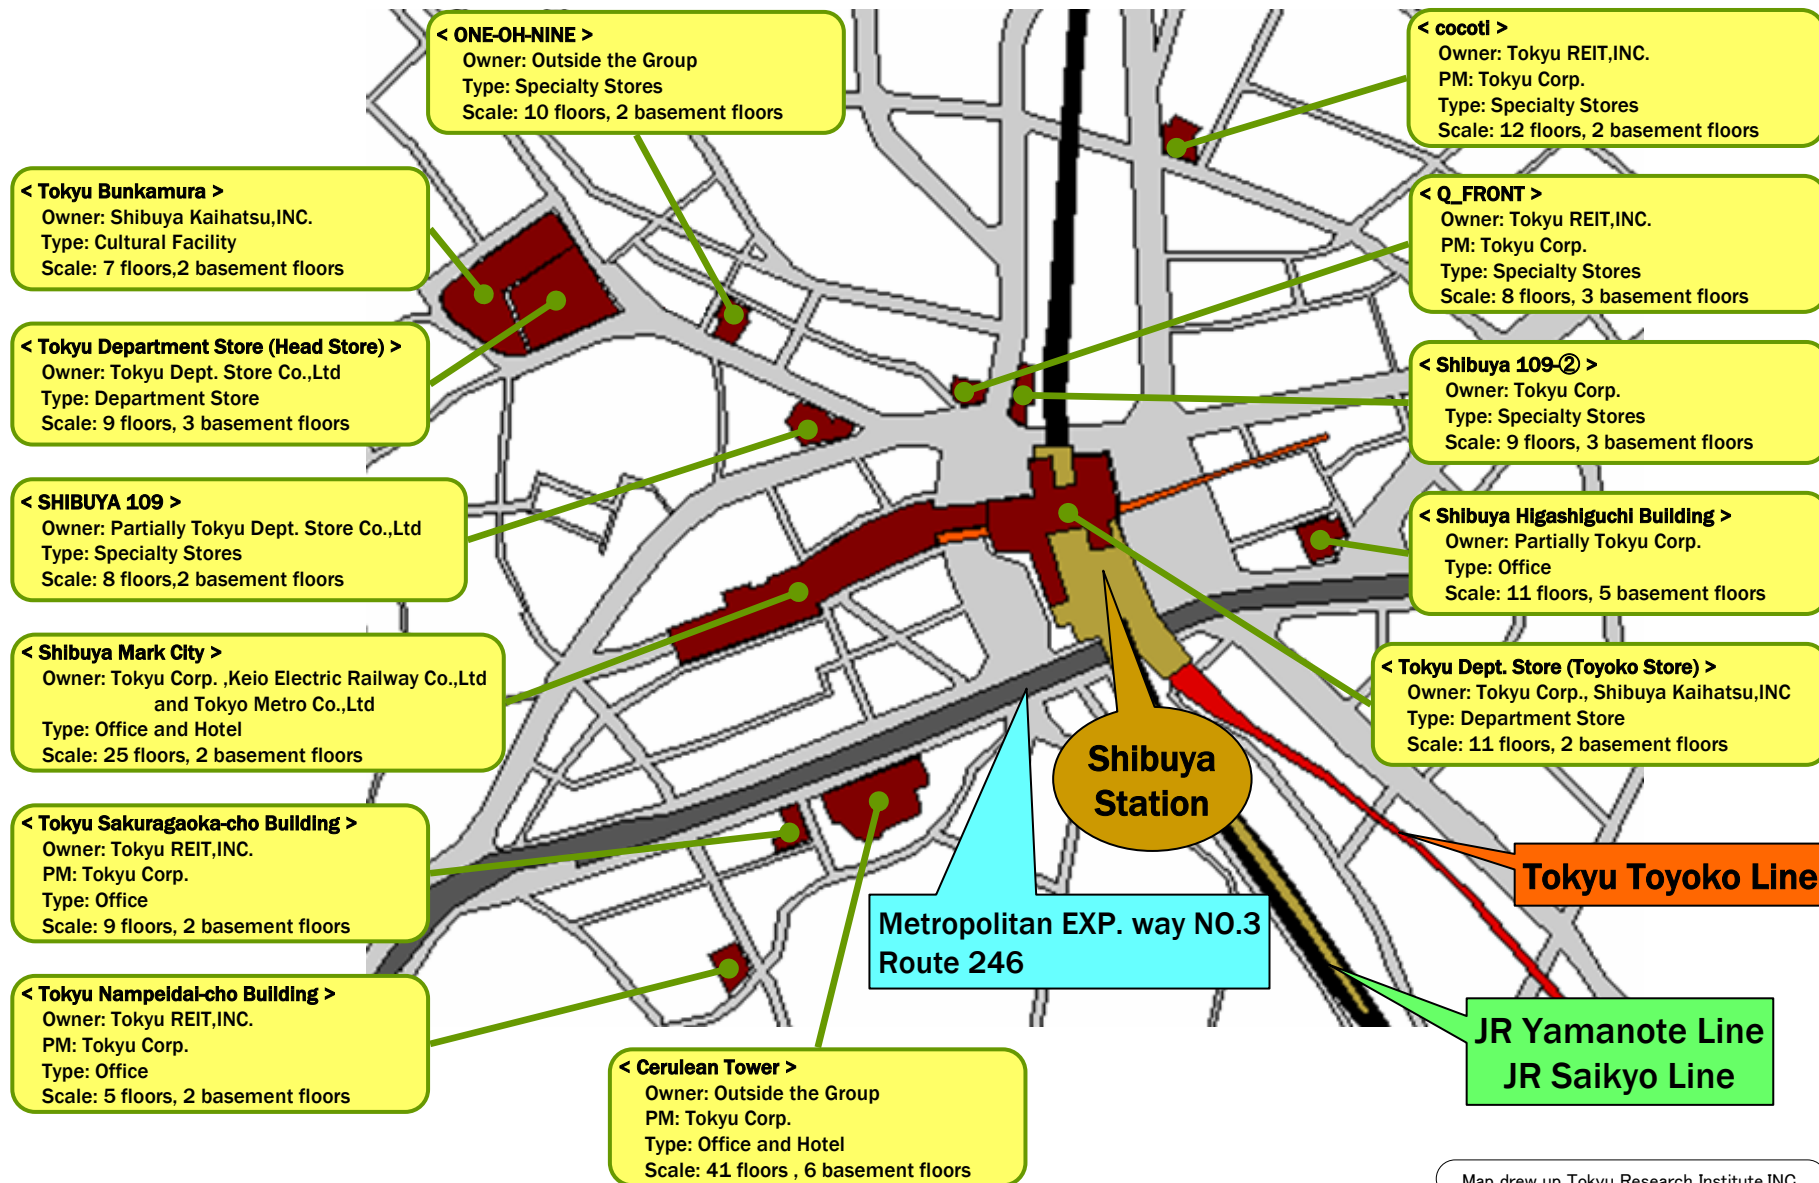 < ONE-OH-NINE >
Owner: Outside the Group
Type: Specialty Stores
Scale: 10 floors, 2 basement floors
< cocoti >
Owner: Tokyu REIT,INC.
PM: Tokyu Corp.
Type: Specialty Stores
Scale: 12 floors, 2 basement floors
< Tokyu Bunkamura >
Owner: Shibuya Kaihatsu,INC.
Type: Cultural Facility
Scale: 7 floors,2 basement floors
< Q_FRONT >
Owner: Tokyu REIT,INC.
PM: Tokyu Corp.
Type: Specialty Stores
Scale: 8 floors, 3 basement floors
< Tokyu Department Store (Head Store) >
Owner: Tokyu Dept. Store Co.,Ltd
Type: Department Store
Scale: 9 floors, 3 basement floors
< Shibuya 109-② >
Owner: Tokyu Corp.
Type: Specialty Stores
Scale: 9 floors, 3 basement floors
< SHIBUYA 109 >
Owner: Partially Tokyu Dept. Store Co.,Ltd
Type: Specialty Stores
Scale: 8 floors,2 basement floors
< Shibuya Higashiguchi Building >
Owner: Partially Tokyu Corp.
Type: Office
Scale: 11 floors, 5 basement floors
< Shibuya Mark City >
Owner: Tokyu Corp. ,Keio Electric Railway Co.,Ltd
and Tokyo Metro Co.,Ltd
Type: Office and Hotel
Scale: 25 floors, 2 basement floors
< Tokyu Dept. Store (Toyoko Store) >
Owner: Tokyu Corp., Shibuya Kaihatsu,INC
Type: Department Store
Scale: 11 floors, 2 basement floors
Shibuya
Station
< Tokyu Sakuragaoka-cho Building >
Owner: Tokyu REIT,INC.
PM: Tokyu Corp.
Type: Office
Scale: 9 floors, 2 basement floors
Tokyu Toyoko Line
Metropolitan EXP. way NO.3
Route 246
< Tokyu Nampeidai-cho Building >
Owner: Tokyu REIT,INC.
PM: Tokyu Corp.
Type: Office
Scale: 5 floors, 2 basement floors
JR Yamanote Line
JR Saikyo Line
< Cerulean Tower >
Owner: Outside the Group
PM: Tokyu Corp.
Type: Office and Hotel
Scale: 41 floors , 6 basement floors
Map drew up Tokyu Research Institute,INC